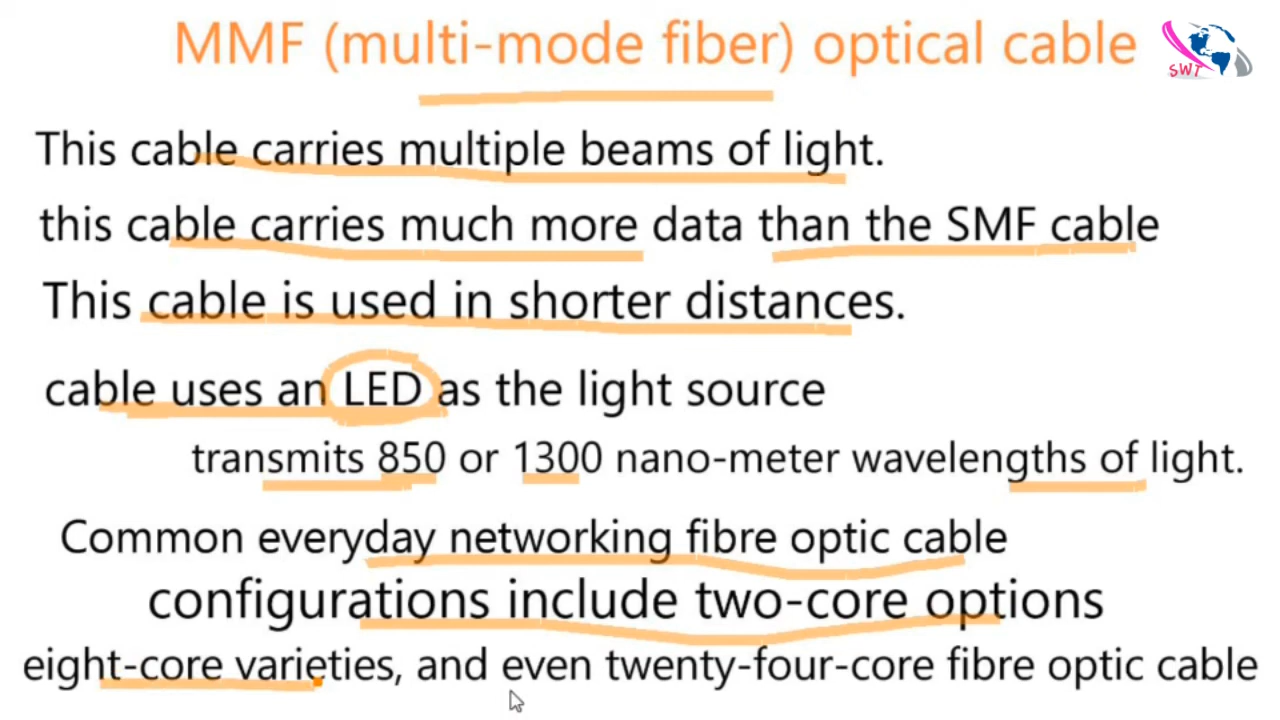 MMF (multi-mode fiber) optical cable
SWT
This cable carries multiple beams of light.
this cable carries much more data than the SMF cable
This cable is used in shorter distances.
cable uses an LED as the light source
transmits 850 or 1300 nano-meter wavelengths of light.
Common everyday networking fibre optic cable
configurations include two-core options
eight-core varieties, and even twenty-four-core fibre optic cable